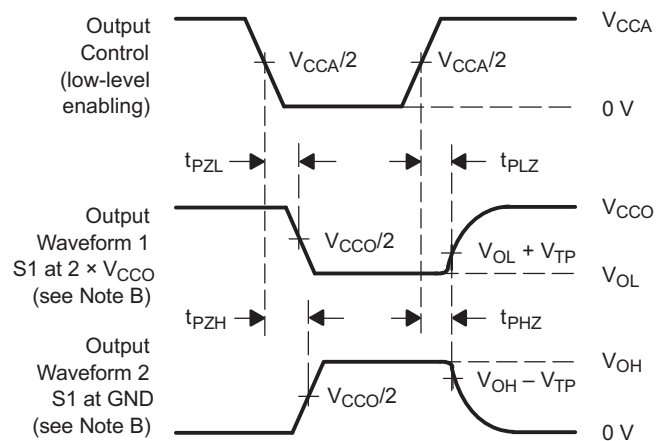 Output
Control
(low-level
enabling)
V_CCA/2
V_CCA/2
V_CCA
0 V
t_PZL
t_PLZ
Output
Waveform 1
S1 at 2 × V_CCO
(see Note B)
V_CCO/2
V_CCO
V_OL + V_TP
V_OL
t_PZH
t_PHZ
Output
Waveform 2
S1 at GND
(see Note B)
V_CCO/2
V_OH
V_OH – V_TP
0 V